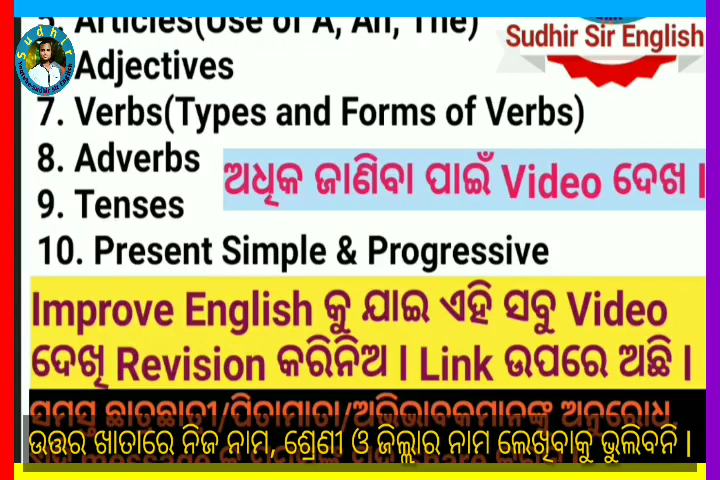 5. Articles(Use of A, An, The)
Sudhir Sir English
Sudhir
Adjectives
7. Verbs(Types and Forms of Verbs)
8. Adverbs
ଅଧିକ ଜାଣିବା ପାଇଁ Video ଦେଖ |
9. Tenses
10. Present Simple & Progressive
Improve English କୁ ଯାଇ ଏହି ସବୁ Video
ଦେଖି Revision କରିନିଅ | Link ଉପରେ ଅଛି |
ସମସ୍ତ ଛାତ୍ରଛାତ୍ରୀ/ପିତାମାତା/ଅଭିଭାବକମାନଙ୍କୁ ଅନୁରୋଧ,
ଉତ୍ତର ଖାତାରେ ନିଜ ନାମ, ଶ୍ରେଣୀ ଓ ଜିଲ୍ଲାର ନାମ ଲେଖିବାକୁ ଭୁଲିବନି |